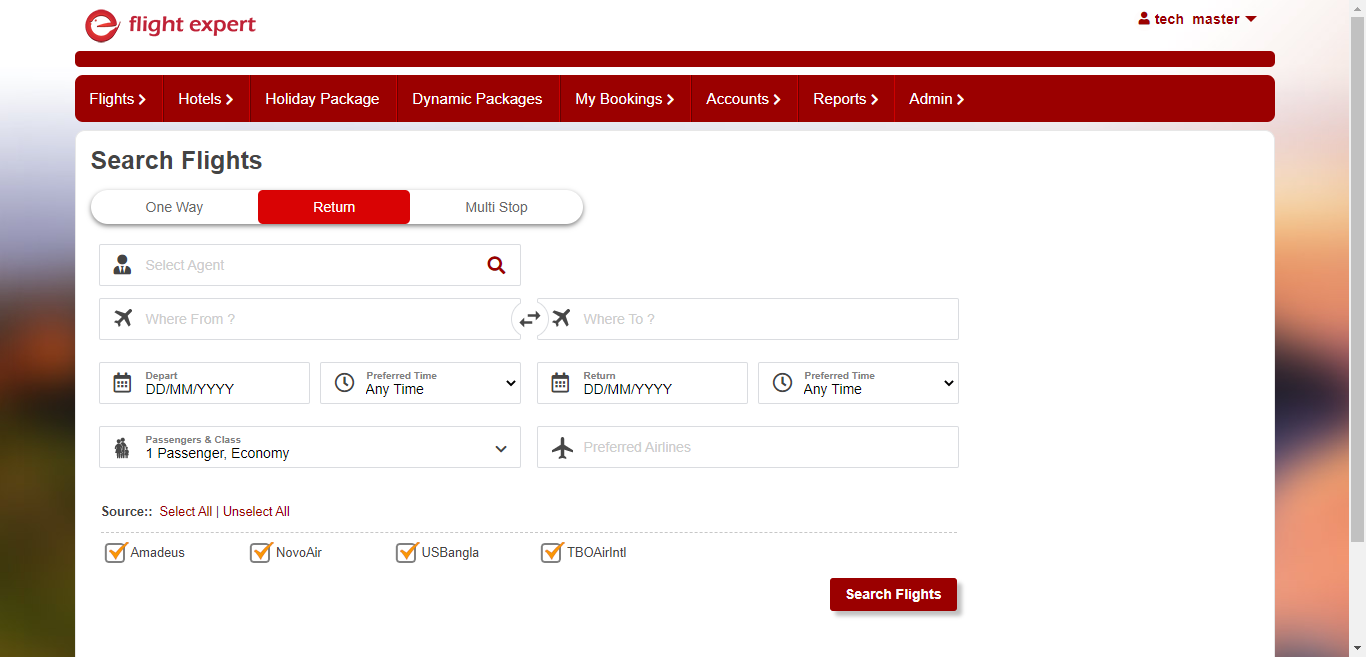 flight expert
tech master
Flights Hotels Holiday Package Dynamic Packages My Bookings Accounts Reports Admin
Search Flights
One Way Return Multi Stop
Select Agent
Where From ? Where To ?
Depart Preferred Time Return Preferred Time
DD/MM/YYYY Any Time DD/MM/YYYY Any Time
Passengers & Class
1 Passenger, Economy Preferred Airlines
Source:: Select All | Unselect All
Amadeus NovoAir USBangla TBOAirIntl
Search Flights